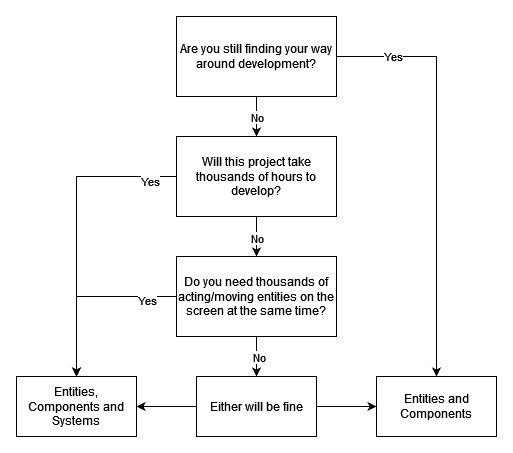 Are you still finding your way
around development?
Yes
No
Will this project take
thousands of hours to
develop?
Yes
No
Do you need thousands of
acting/moving entities on the
screen at the same time?
Yes
No
Entities,
Components and
Systems
Either will be fine
Entities and
Components